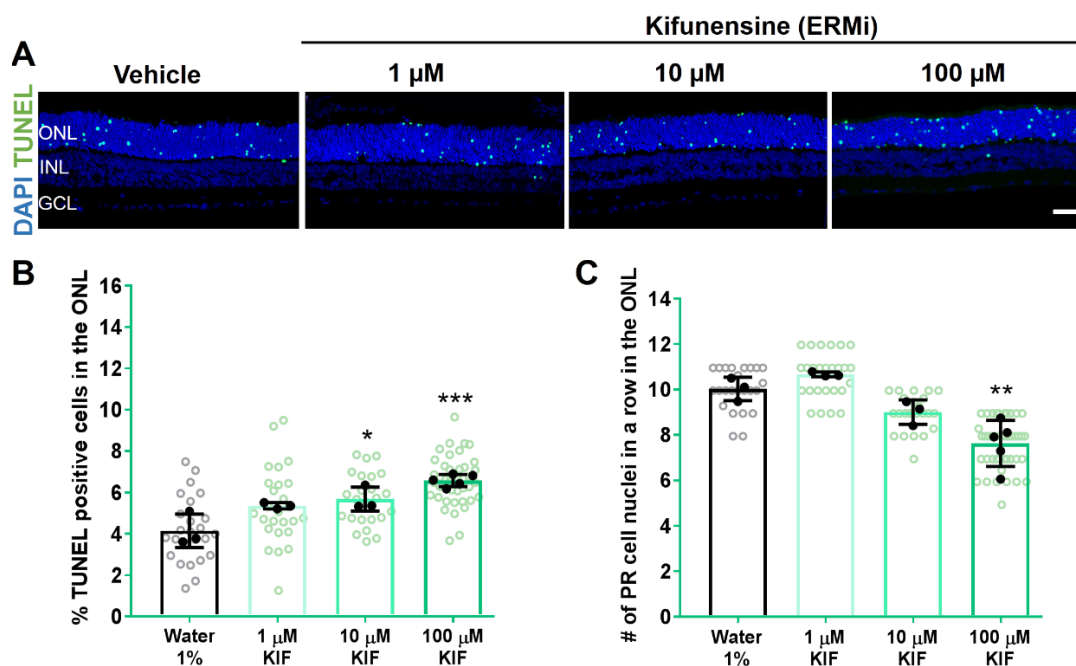 Kifunensine (ERMi)
A
Vehicle
1 µM
10 µM
100 µM
DAPI TUNEL
ONL
INL
GCL
B
% TUNEL positive cells in the ONL
16
14
12
10
8
6
4
2
0
*
***
Water
1%
1 µM
KIF
10 µM
KIF
100 µM
KIF
C
# of PR cell nuclei in a row in the ONL
14
12
10
8
6
4
2
0
**
Water
1%
1 µM
KIF
10 µM
KIF
100 µM
KIF